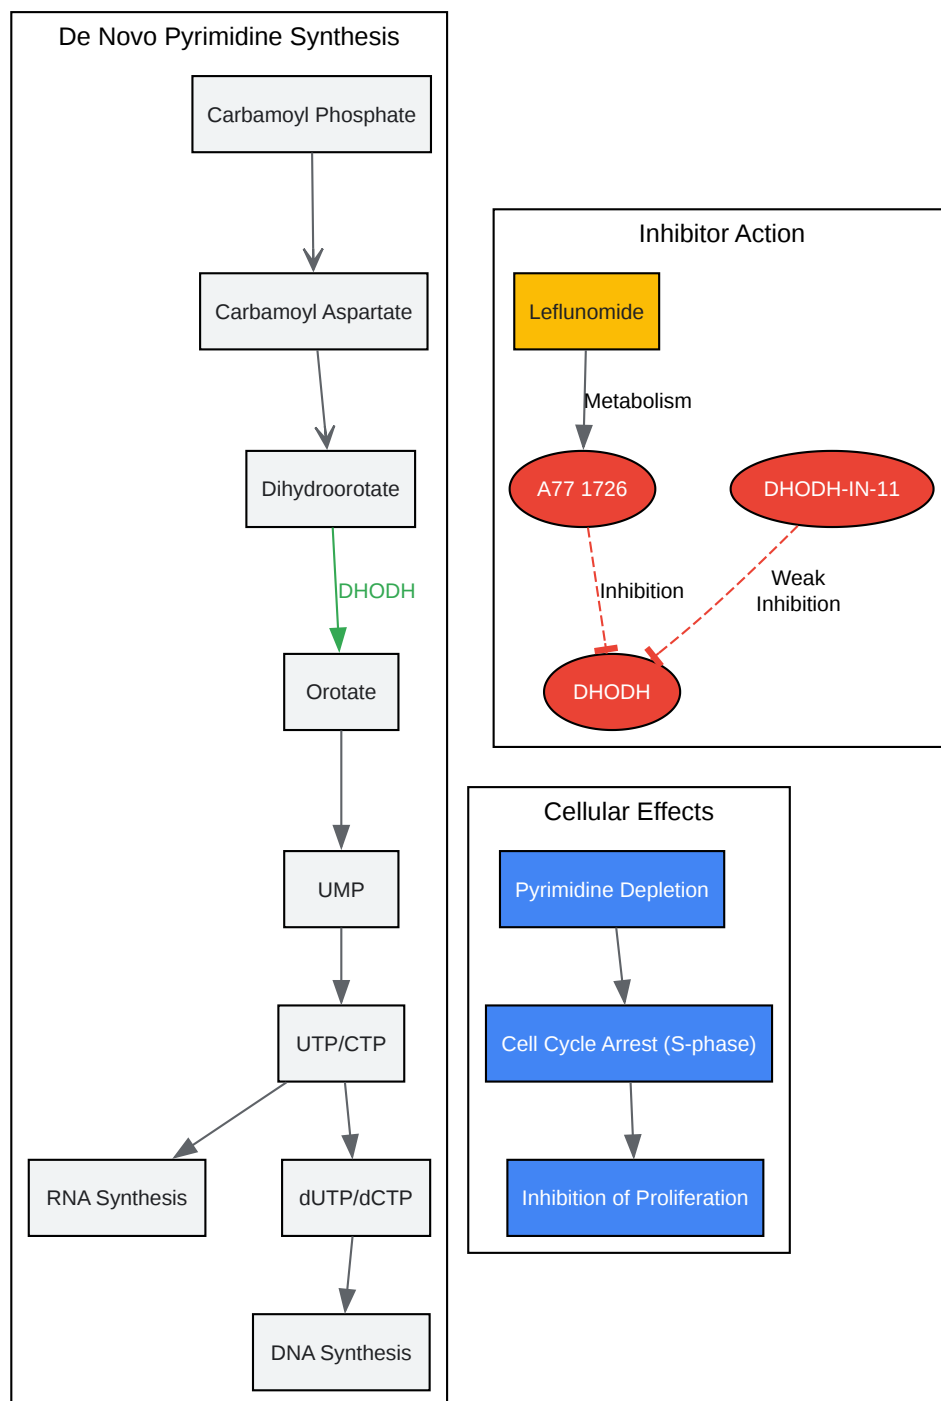 De Novo Pyrimidine Synthesis
Carbamoyl Phosphate
Carbamoyl Aspartate
Dihydroorotate
DHODH
Orotate
UMP
UTP/CTP
RNA Synthesis
dUTP/dCTP
DNA Synthesis
Inhibitor Action
Leflunomide
Metabolism
A77 1726
DHODH-IN-11
Inhibition
Weak
Inhibition
DHODH
Cellular Effects
Pyrimidine Depletion
Cell Cycle Arrest (S-phase)
Inhibition of Proliferation